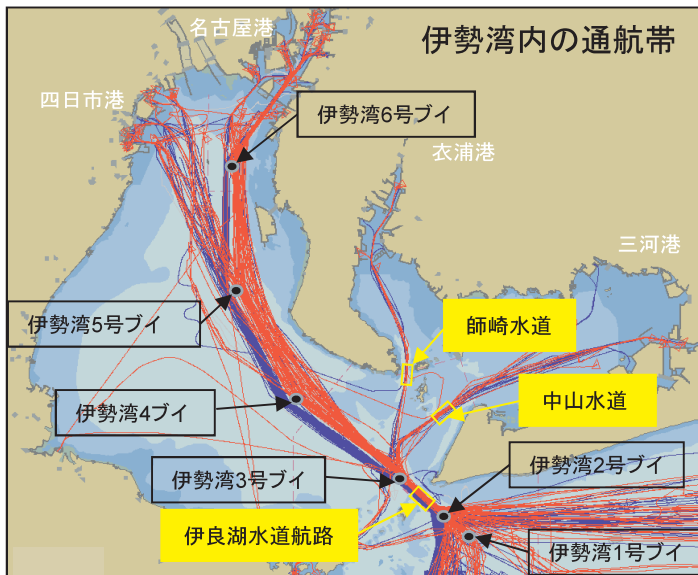 名古屋港
伊勢湾内の通航帯
四日市港
伊勢湾6号ブイ
衣浦港
三河港
伊勢湾5号ブイ
師崎水道
伊勢湾4ブイ
中山水道
伊勢湾3号ブイ
伊勢湾2号ブイ
伊良湖水道航路
伊勢湾1号ブイ